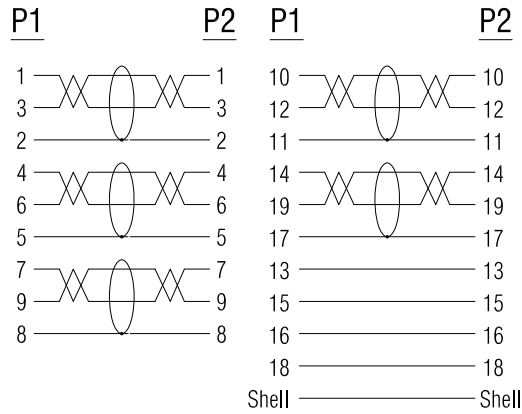 P1 P2 P1 P2
1 1 10 10
3 3 12 12
2 2 11 11
4 4 14 14
6 6 19 19
5 5 17 17
7 7 13 13
9 9 15 15
8 8 16 16
18 18
Shell Shell